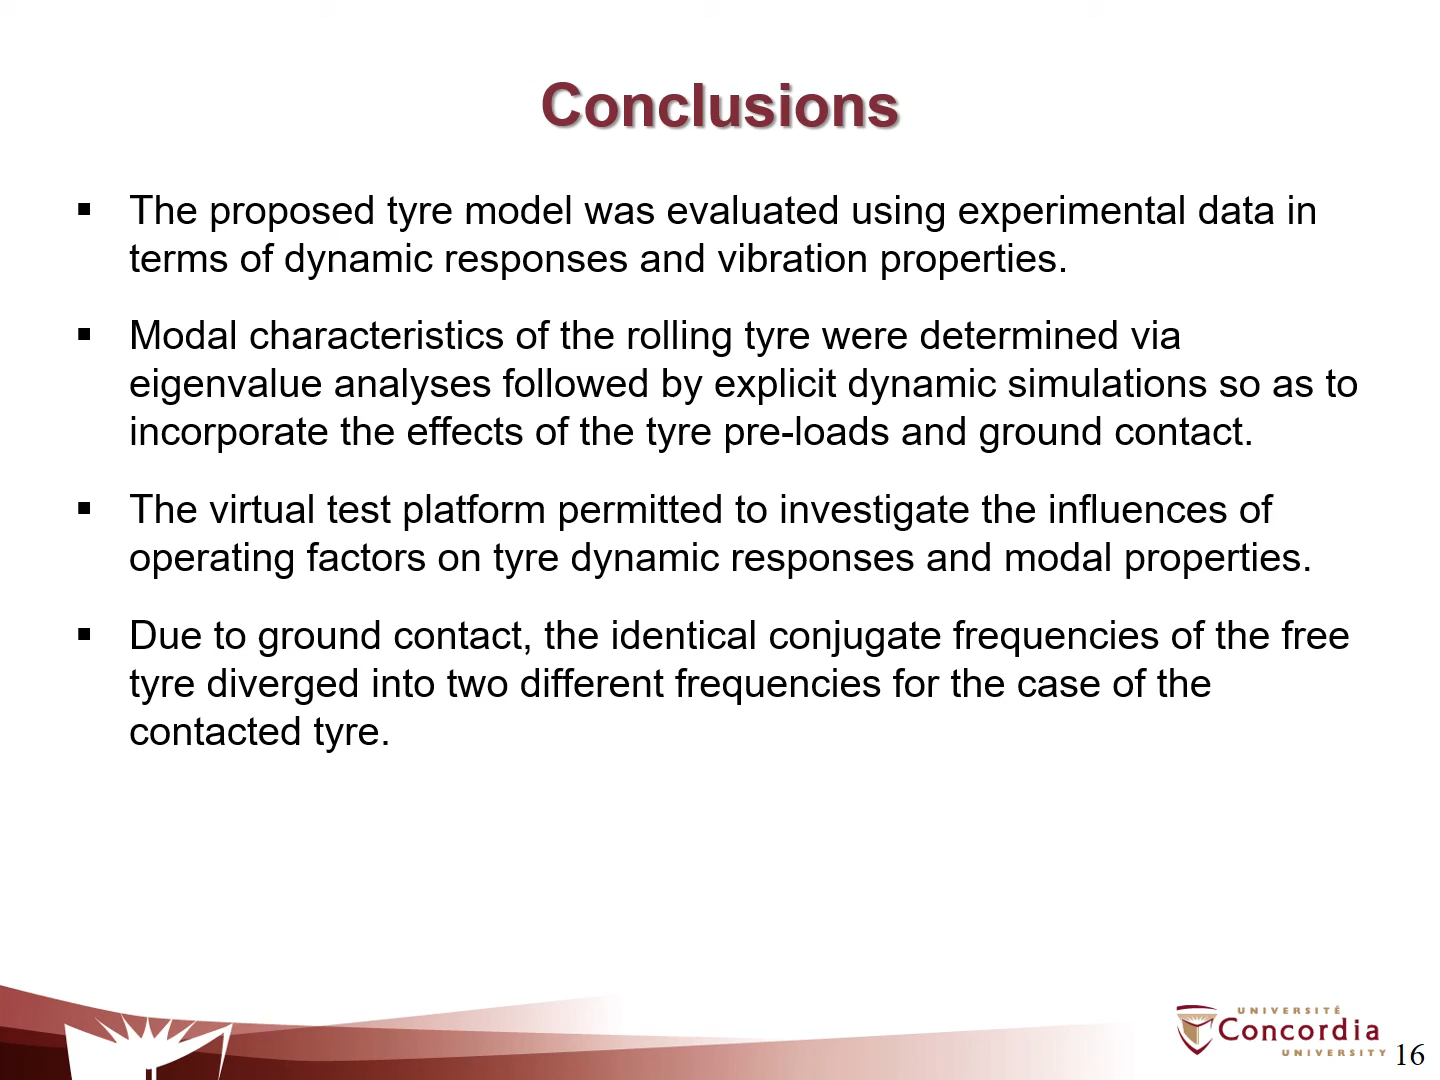 Conclusions
▪ The proposed tyre model was evaluated using experimental data in
terms of dynamic responses and vibration properties.
▪ Modal characteristics of the rolling tyre were determined via
eigenvalue analyses followed by explicit dynamic simulations so as to
incorporate the effects of the tyre pre-loads and ground contact.
▪ The virtual test platform permitted to investigate the influences of
operating factors on tyre dynamic responses and modal properties.
▪ Due to ground contact, the identical conjugate frequencies of the free
tyre diverged into two different frequencies for the case of the
contacted tyre.
UNIVERSITÉ
Concordia
UNIVERSITY
16